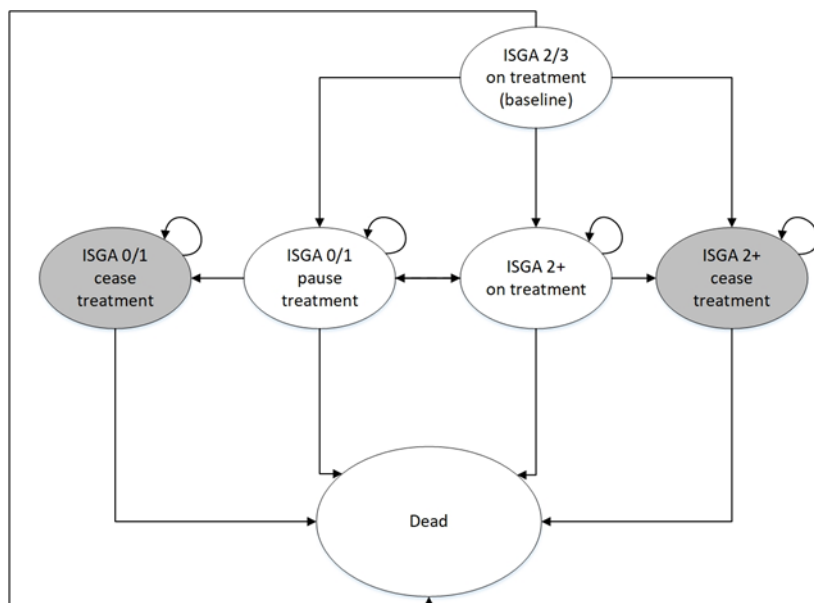 ISGA 2/3
on treatment
(baseline)
ISGA 0/1
cease
treatment
ISGA 0/1
pause
treatment
ISGA 2+
on treatment
ISGA 2+
cease
treatment
Dead